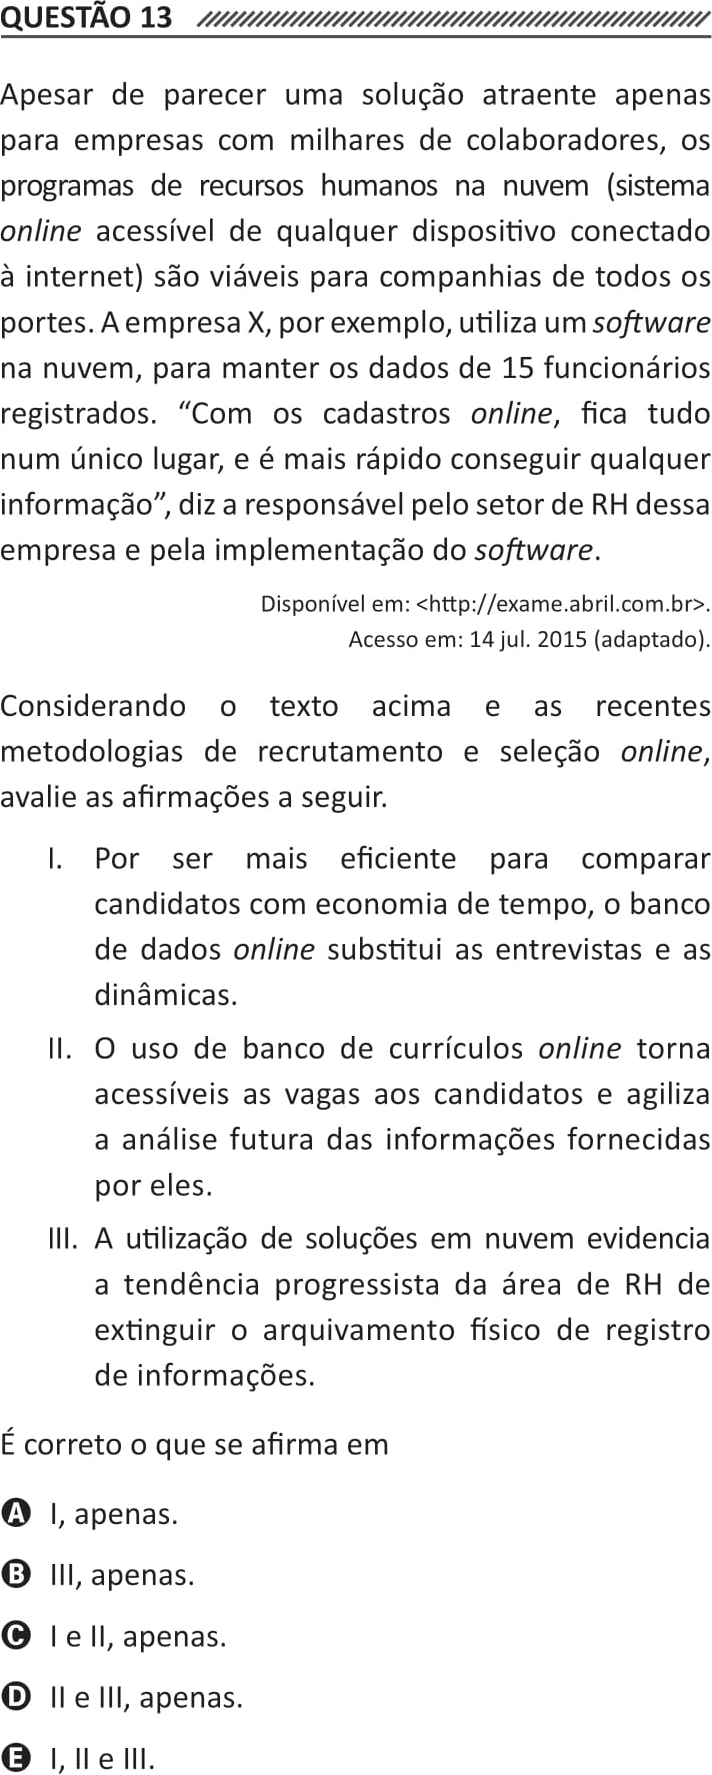 QUESTÃO 13
Apesar de parecer uma solução atraente apenas
para empresas com milhares de colaboradores, os
programas de recursos humanos na nuvem (sistema
online acessível de qualquer dispositivo conectado
à internet) são viáveis para companhias de todos os
portes. A empresa X, por exemplo, utiliza um software
na nuvem, para manter os dados de 15 funcionários
registrados. “Com os cadastros online, fica tudo
num único lugar, e é mais rápido conseguir qualquer
informação”, diz a responsável pelo setor de RH dessa
empresa e pela implementação do software.
Disponível em: <http://exame.abril.com.br>.
Acesso em: 14 jul. 2015 (adaptado).
Considerando o texto acima e as recentes
metodologias de recrutamento e seleção online,
avalie as afirmações a seguir.
I. Por ser mais eficiente para comparar
candidatos com economia de tempo, o banco
de dados online substitui as entrevistas e as
dinâmicas.
II. O uso de banco de currículos online torna
acessíveis as vagas aos candidatos e agiliza
a análise futura das informações fornecidas
por eles.
III. A utilização de soluções em nuvem evidencia
a tendência progressista da área de RH de
extinguir o arquivamento físico de registro
de informações.
É correto o que se afirma em
A I, apenas.
B III, apenas.
C I e II, apenas.
D II e III, apenas.
E I, II e III.